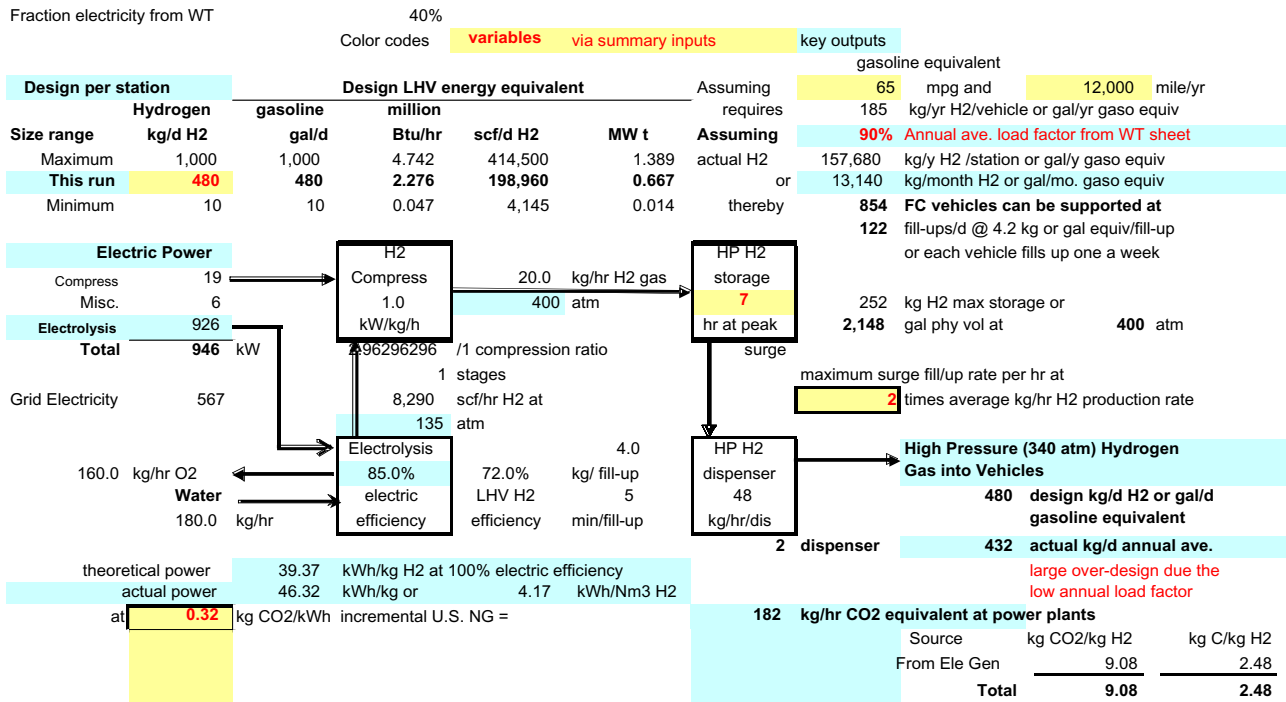 Fraction electricity from WT 40%
Color codes variables via summary inputs key outputs
gasoline equivalent
Design per station Design LHV energy equivalent Assuming 65 mpg and 12,000 mile/yr
Hydrogen gasoline million requires 185 kg/yr H2/vehicle or gal/yr gaso equiv
Size range kg/d H2 gal/d Btu/hr scf/d H2 MW t Assuming 90% Annual ave. load factor from WT sheet
Maximum 1,000 1,000 4.742 414,500 1.389 actual H2 157,680 kg/y H2 /station or gal/y gaso equiv
This run 480 480 2.276 198,960 0.667 or 13,140 kg/month H2 or gal/mo. gaso equiv
Minimum 10 10 0.047 4,145 0.014 thereby 854 FC vehicles can be supported at
122 fill-ups/d @ 4.2 kg or gal equiv/fill-up
Electric Power H2 HP H2 or each vehicle fills up one a week
Compress 19 Compress 20.0 kg/hr H2 gas storage
Misc. 6 1.0 400 atm 7 252 kg H2 max storage or
Electrolysis 926 kW/kg/h hr at peak 2,148 gal phy vol at 400 atm
Total 946 kW 2.96296296 /1 compression ratio surge
1 stages maximum surge fill/up rate per hr at
Grid Electricity 567 8,290 scf/hr H2 at 2 times average kg/hr H2 production rate
135 atm
Electrolysis 4.0 HP H2 High Pressure (340 atm) Hydrogen
160.0 kg/hr O2 85.0% 72.0% kg/ fill-up dispenser Gas into Vehicles
Water electric LHV H2 5 48 480 design kg/d H2 or gal/d
180.0 kg/hr efficiency efficiency min/fill-up kg/hr/dis gasoline equivalent
2 dispenser 432 actual kg/d annual ave.
theoretical power 39.37 kWh/kg H2 at 100% electric efficiency large over-design due the
actual power 46.32 kWh/kg or 4.17 kWh/Nm3 H2 low annual load factor
at 0.32 kg CO2/kWh incremental U.S. NG = 182 kg/hr CO2 equivalent at power plants
Source kg CO2/kg H2 kg C/kg H2
From Ele Gen 9.08 2.48
Total 9.08 2.48